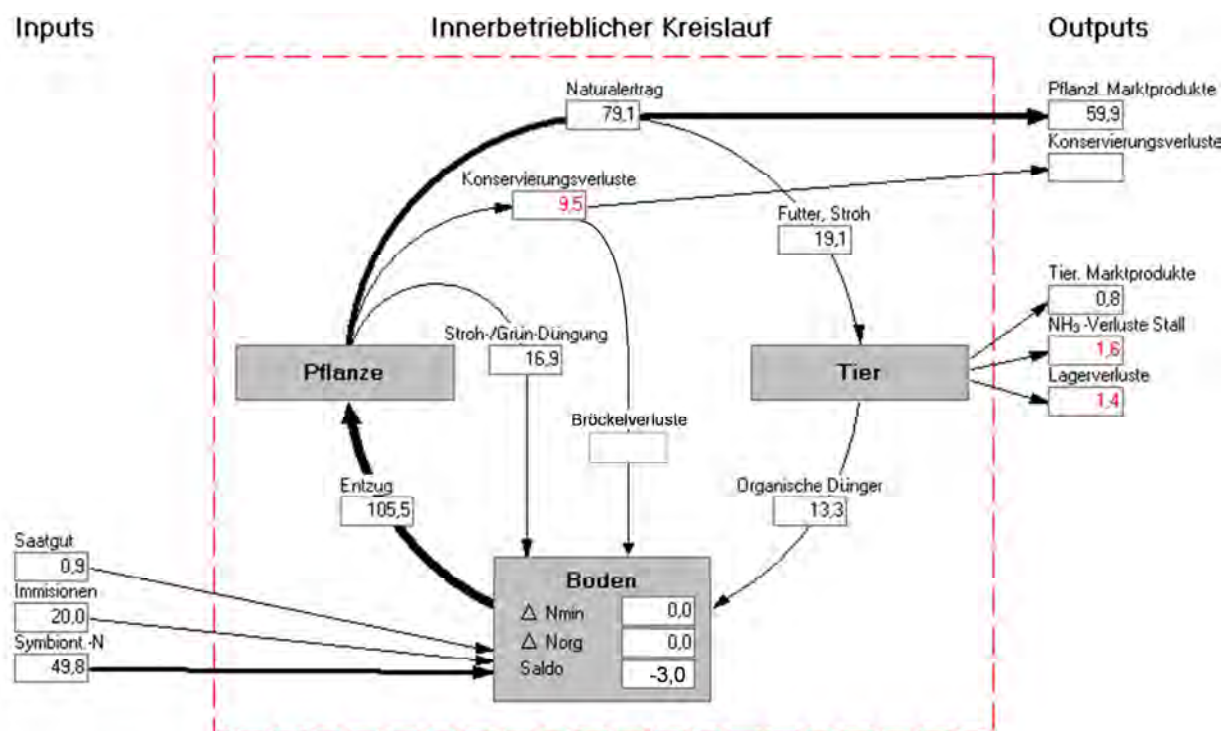 Inputs
Innerbetrieblicher Kreislauf
Outputs
Naturalertrag
79,1
Pflanzl. Marktprodukte
59,9
Konservierungsverluste
Konservierungsverluste
9,5
Futter, Stroh
19,1
Tier. Marktprodukte
0,8
NH₃-Verluste Stall
1,6
Lagerverluste
1,4
Stroh-/Grün-Düngung
16,9
Pflanze
Tier
Bröckelverluste
Entzug
105,5
Organische Dünger
13,3
Saatgut
0,9
Immisionen
20,0
Symbiont.-N
49,8
Boden
Δ Nmin 0,0
Δ Norg 0,0
Saldo -3,0